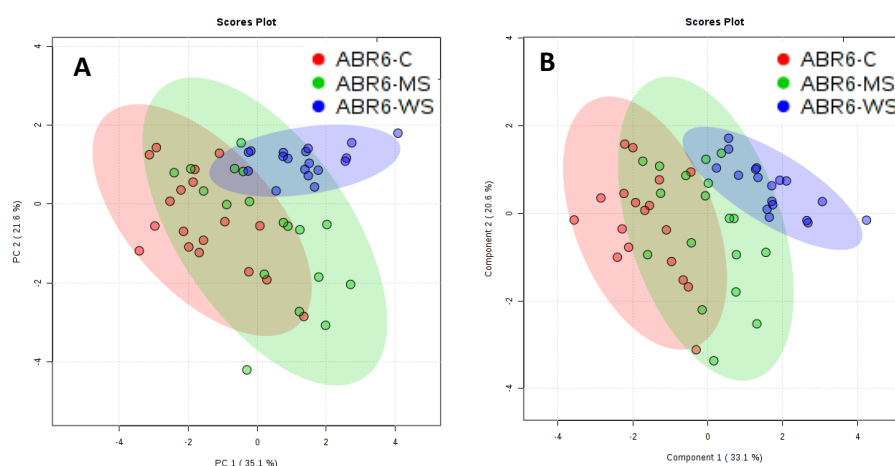 Scores Plot
A
ABR6-C
ABR6-MS
ABR6-WS
4
2
0
-2
-4
PC 2 ( 21.6 %)
-4
-2
0
2
4
PC 1 ( 35.1 %)
Scores Plot
B
ABR6-C
ABR6-MS
ABR6-WS
4
2
0
-2
-4
Component 2 ( 20.6 %)
-4
-2
0
2
4
Component 1 ( 33.1 %)